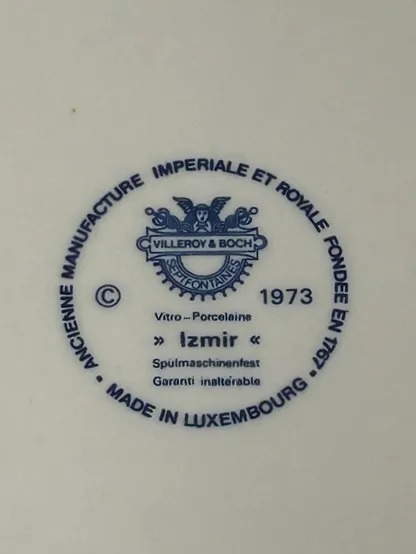 ANCIENNE MANUFACTURE IMPERIALE ET ROYALE FONDEE EN 1767 •
VILLEROY & BOCH
SEPTFONTAINES
© 1973
Vitro-Porcelaine
» Izmir «
Spülmaschinenfest
Garanti inaltérable
• MADE IN LUXEMBOURG